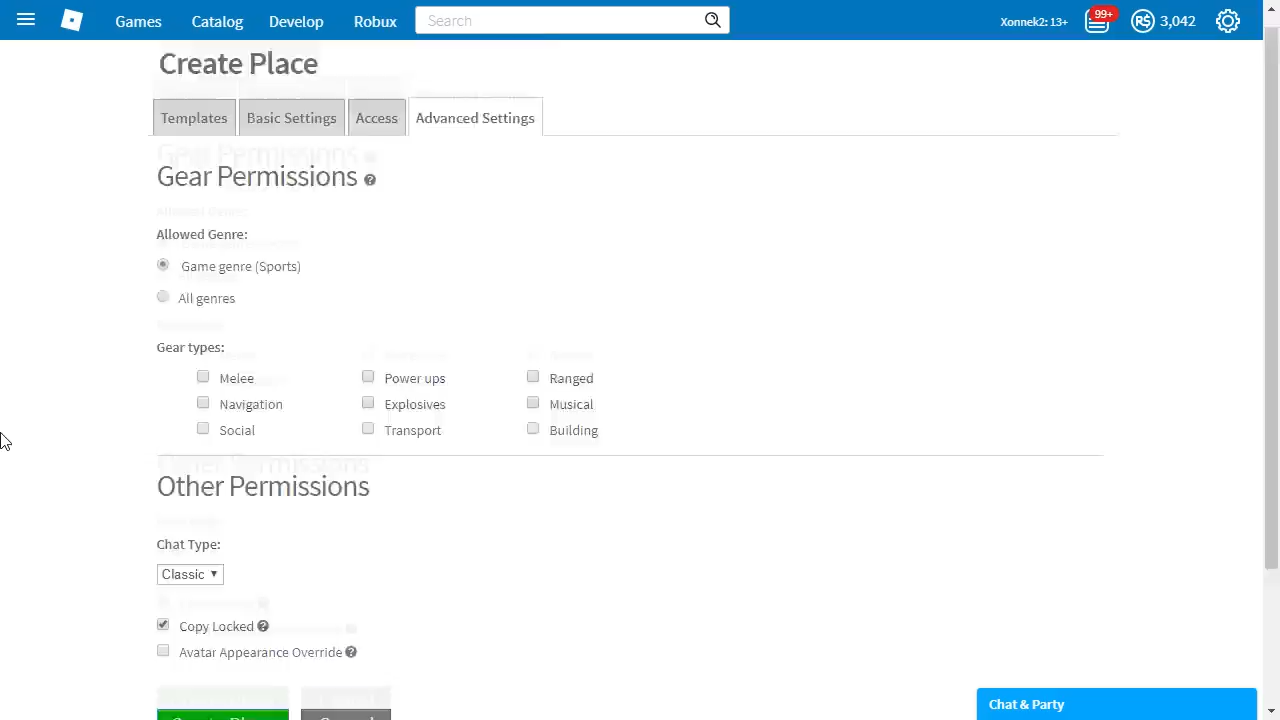 Games Catalog Develop Robux Search Xonnek2: 13+ 99+ R$ 3,042
Create Place
Templates Basic Settings Access Advanced Settings
Gear Permissions ?
Allowed Genre:
Game genre (Sports)
All genres
Gear types:
Melee Power ups Ranged
Navigation Explosives Musical
Social Transport Building
Other Permissions
Chat Type:
Classic
Copy Locked ?
Avatar Appearance Override ?
Chat & Party